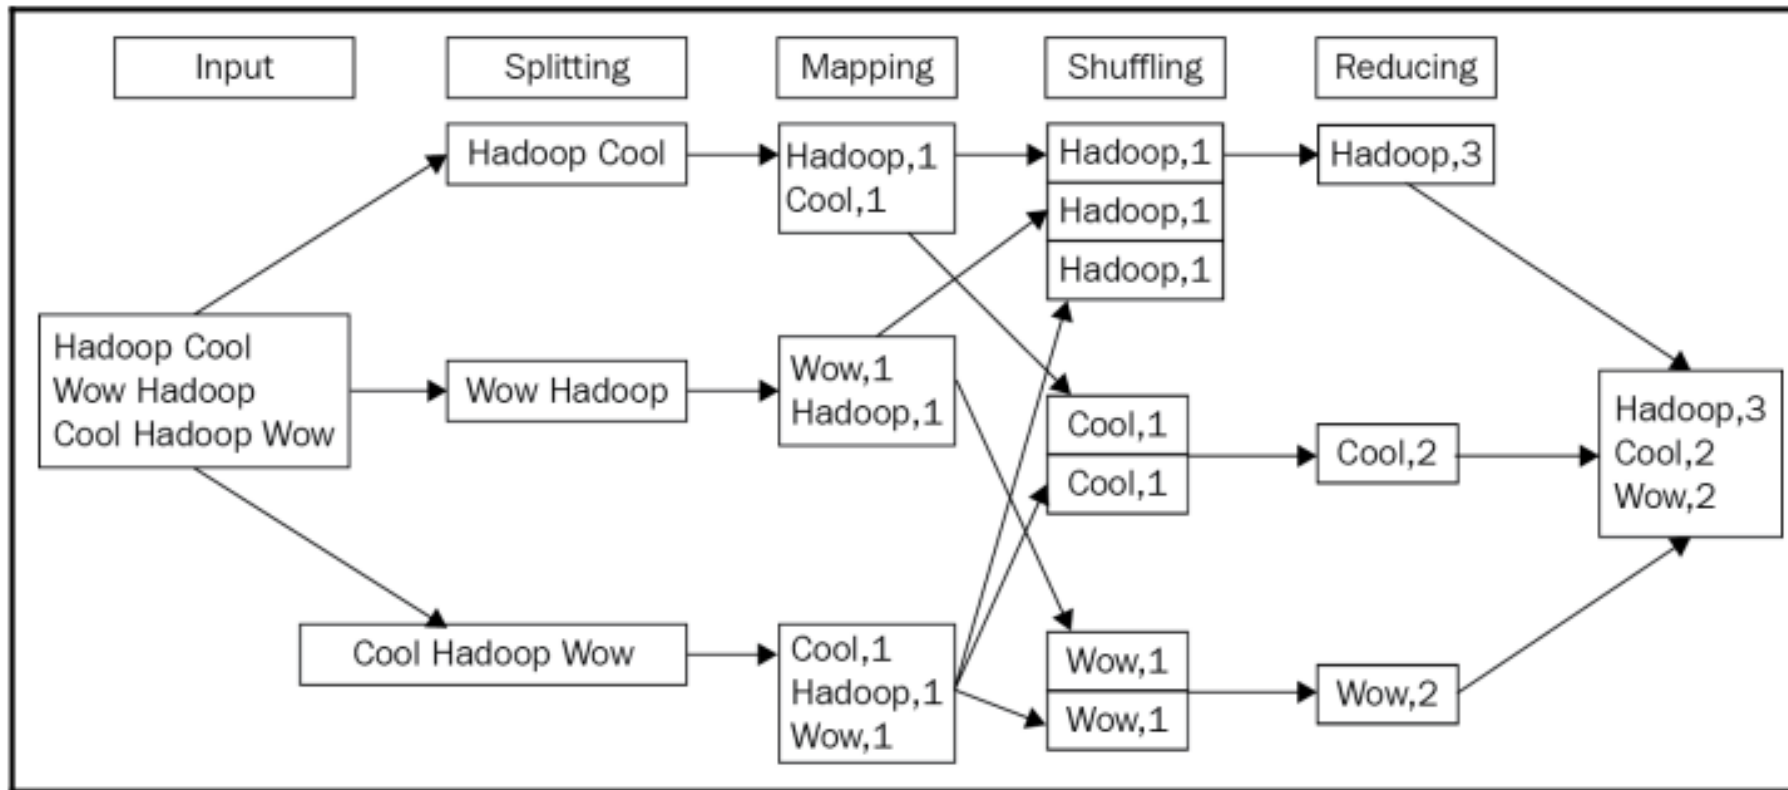 Input
Splitting
Mapping
Shuffling
Reducing
Hadoop Cool
Wow Hadoop
Cool Hadoop Wow
Hadoop Cool
Wow Hadoop
Cool Hadoop Wow
Hadoop,1
Cool,1
Wow,1
Hadoop,1
Cool,1
Hadoop,1
Wow,1
Hadoop,1
Hadoop,1
Hadoop,1
Cool,1
Cool,1
Wow,1
Wow,1
Hadoop,3
Cool,2
Wow,2
Hadoop,3
Cool,2
Wow,2